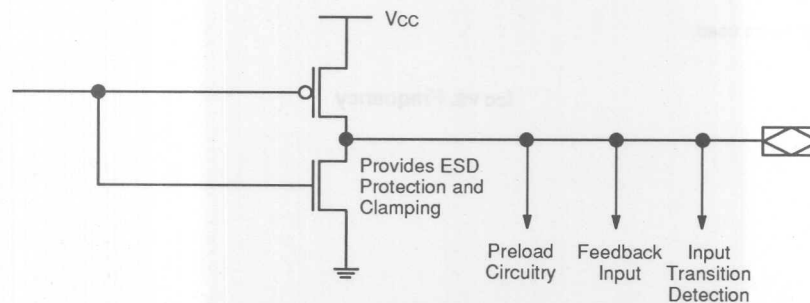 Vcc
Provides ESD
Protection and
Clamping
Preload
Circuitry
Feedback
Input
Input
Transition
Detection